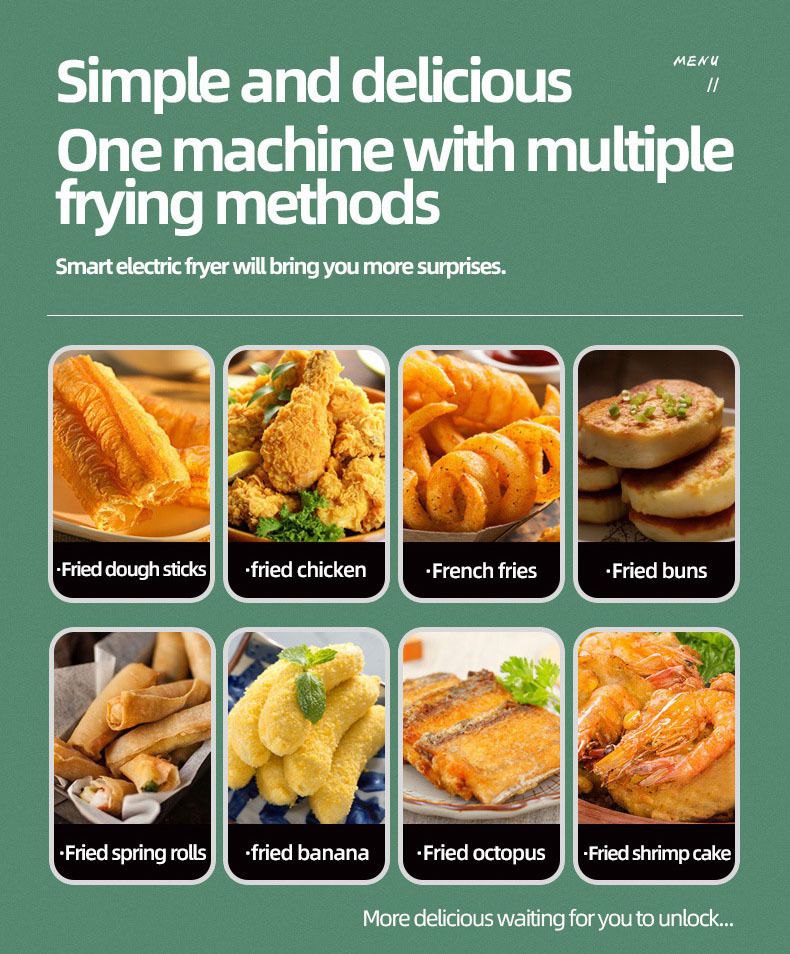 Simple and delicious
MENU
//
One machine with multiple
frying methods
Smart electric fryer will bring you more surprises.
·Fried dough sticks
·fried chicken
·French fries
·Fried buns
·Fried spring rolls
·fried banana
·Fried octopus
·Fried shrimp cake
More delicious waiting for you to unlock...